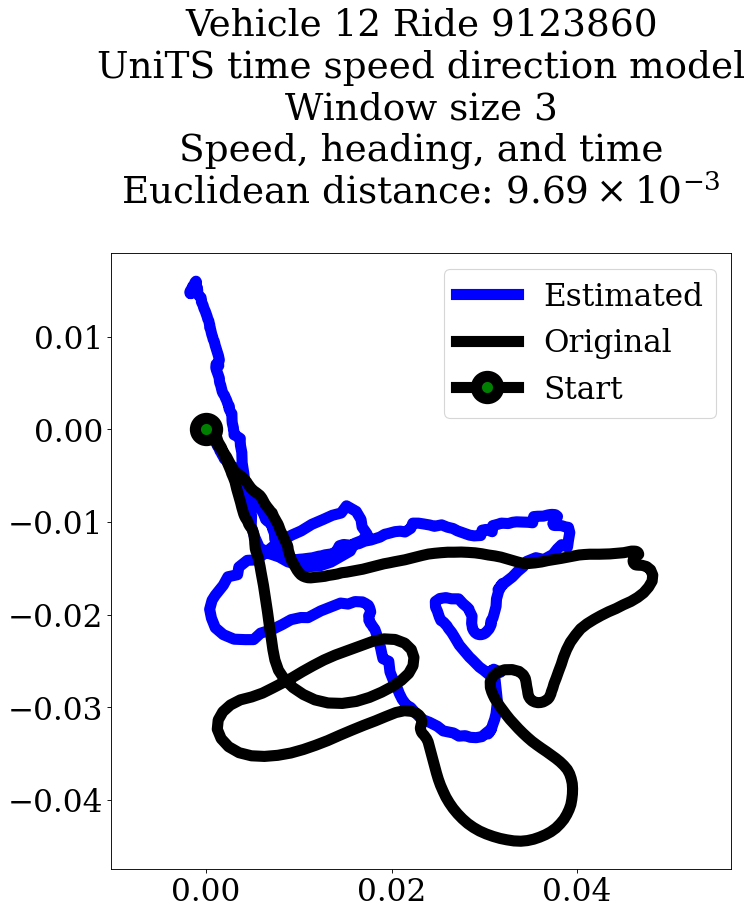 Vehicle 12 Ride 9123860
UniTS time speed direction model
Window size 3
Speed, heading, and time
Euclidean distance: 9.69 × 10⁻³
Estimated
Original
Start
0.01
0.00
−0.01
−0.02
−0.03
−0.04
0.00 0.02 0.04